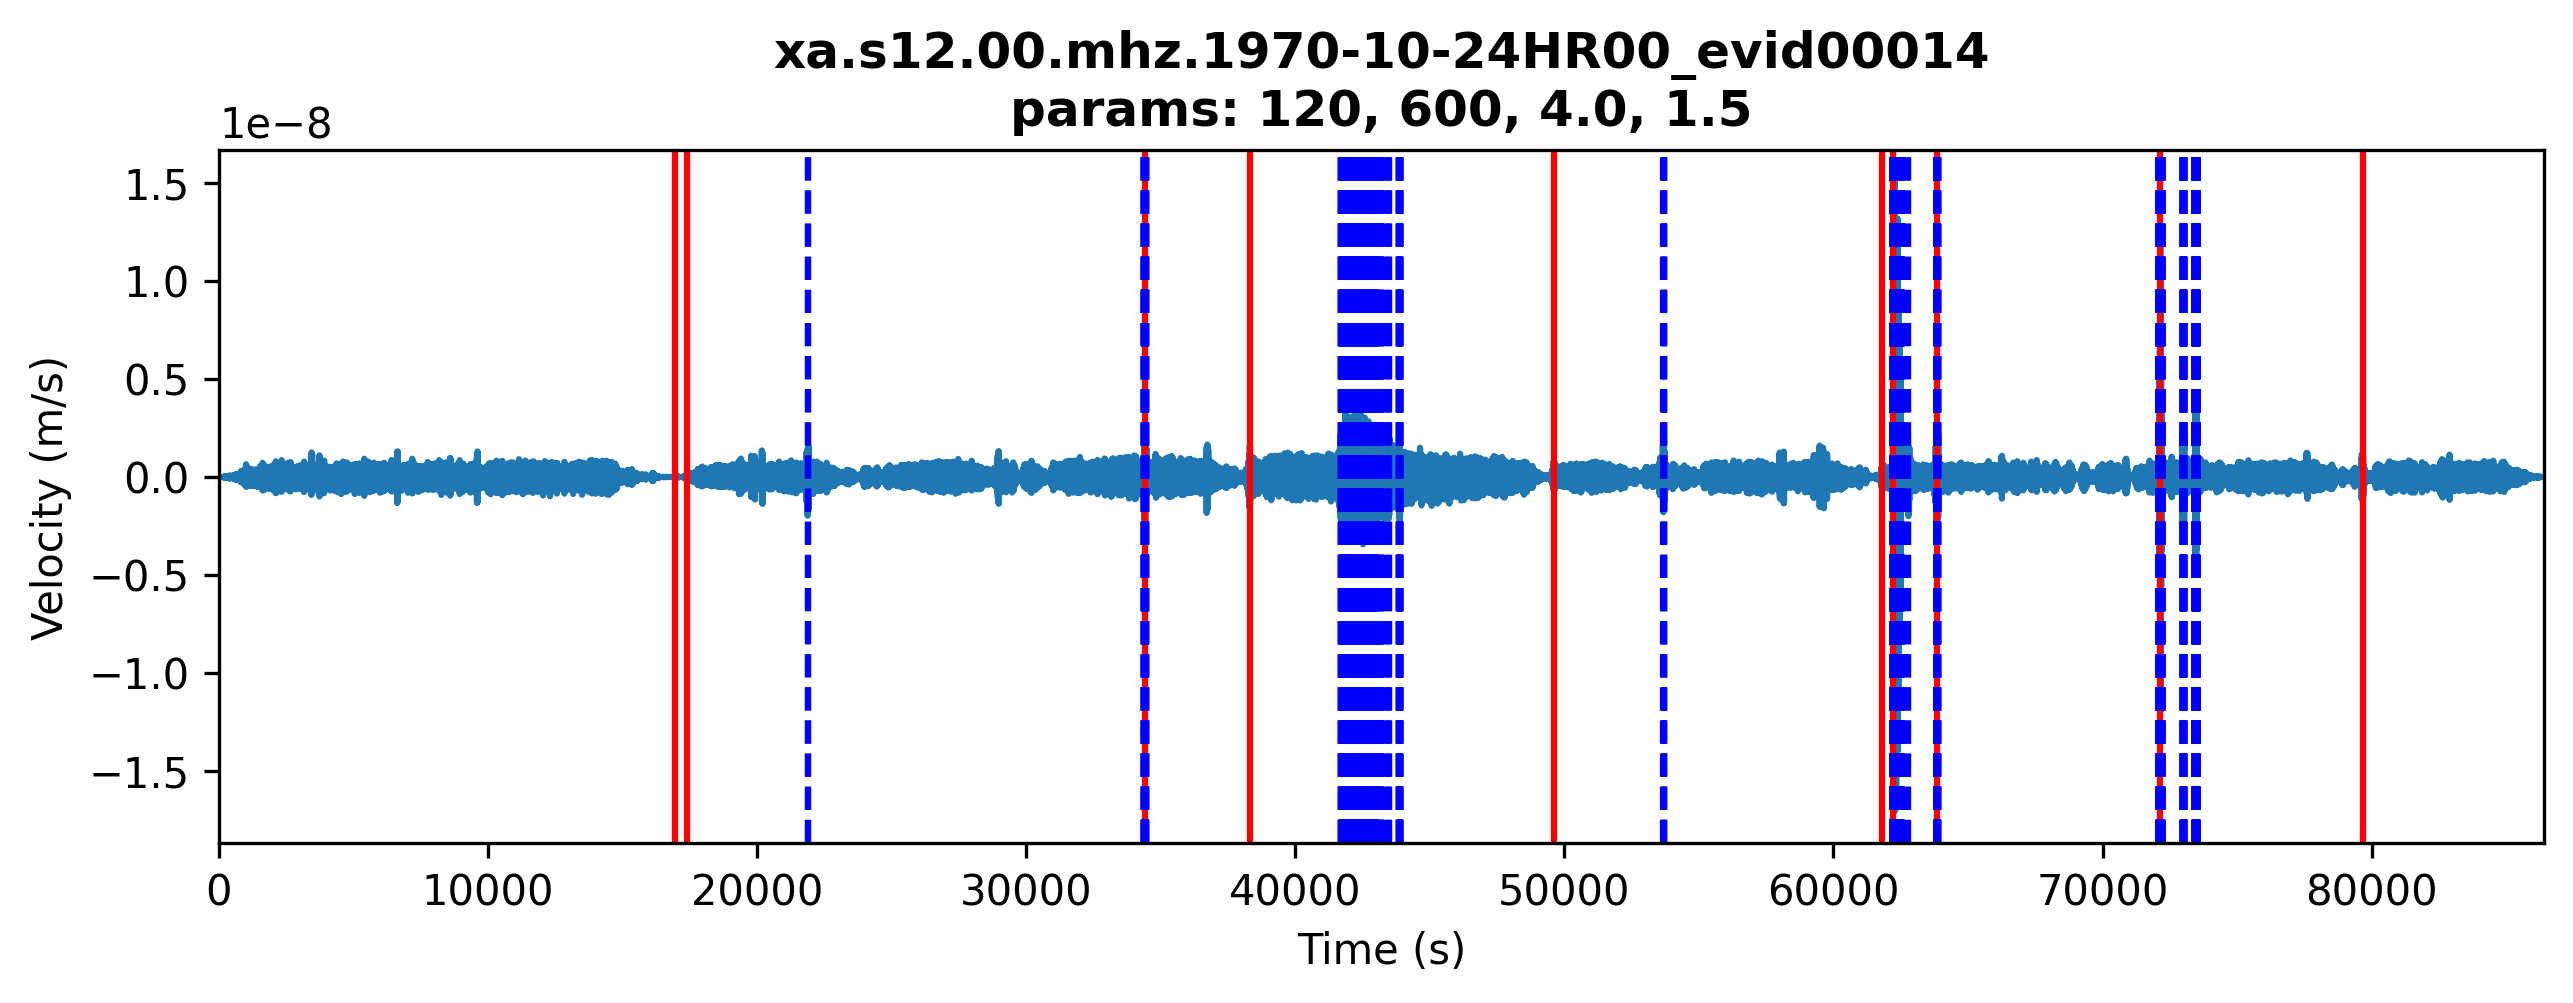 xa.s12.00.mhz.1970-10-24HR00_evid00014
params: 120, 600, 4.0, 1.5
1e−8
1.5
1.0
0.5
0.0
−0.5
−1.0
−1.5
Velocity (m/s)
0 10000 20000 30000 40000 50000 60000 70000 80000
Time (s)